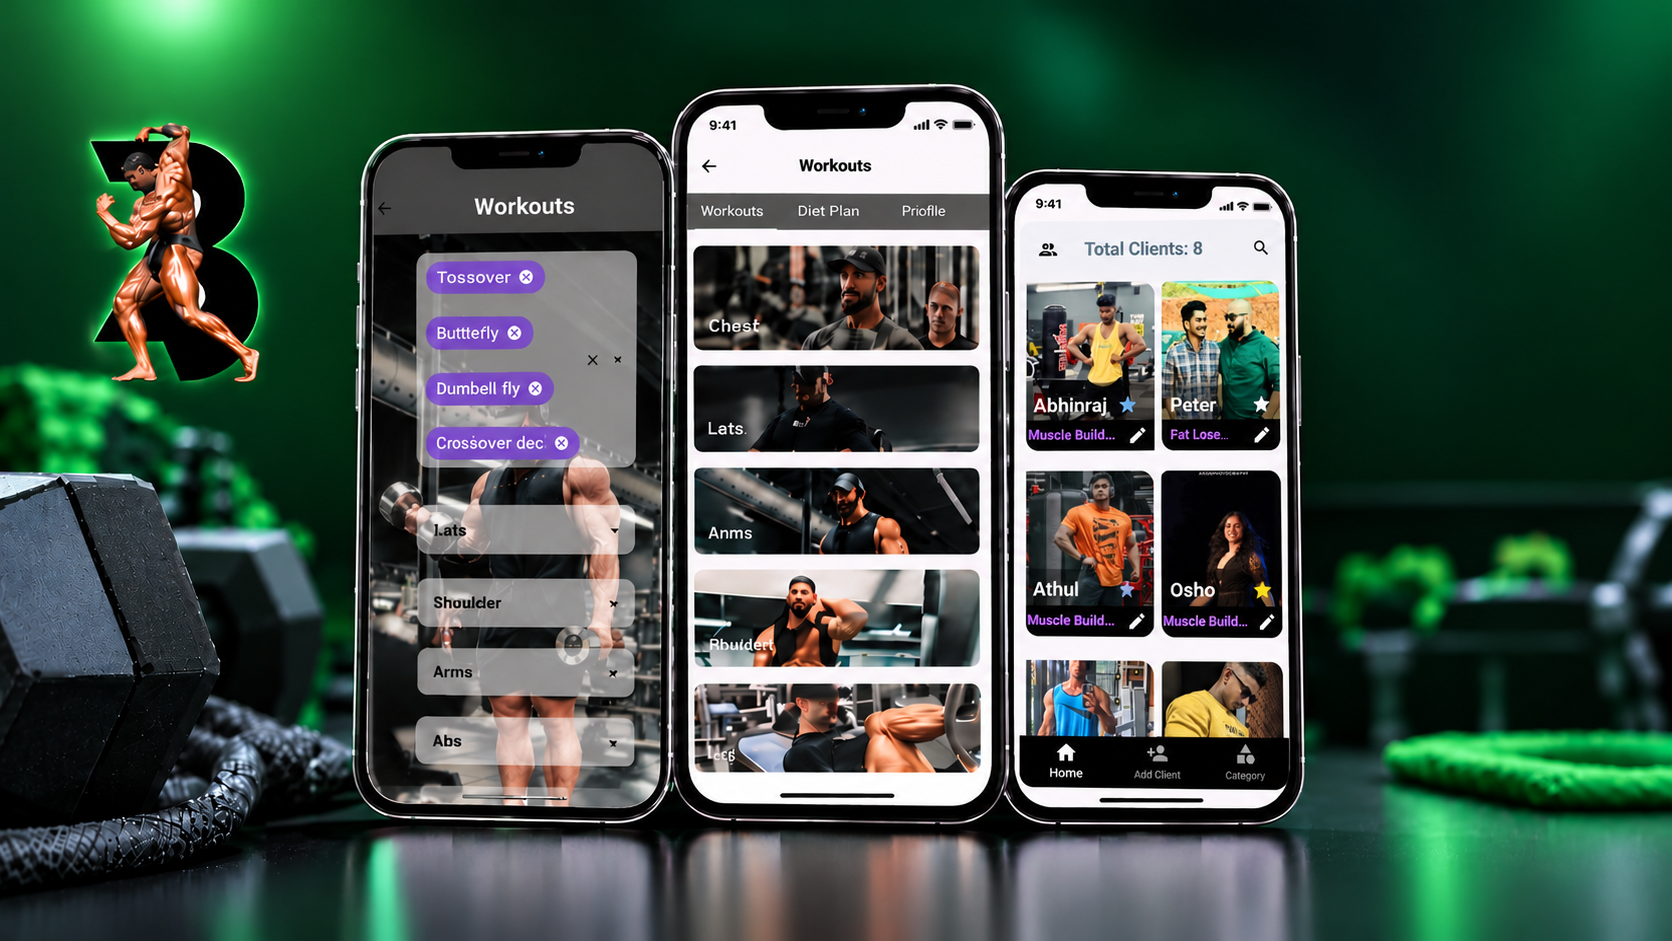 Workouts
Tossover
Buttefly
Dumbell fly
Crossover dec
Lats
Shoulder
Arms
Abs
9:41
Workouts
Workouts Diet Plan Priofile
Chest
Lats.
Anms
Rbuldert
9:41
Total Clients: 8
Abhinraj
Muscle Build...
Peter
Fat Lose...
Athul
Muscle Build...
Osho
Muscle Build...
Home Add Client Category